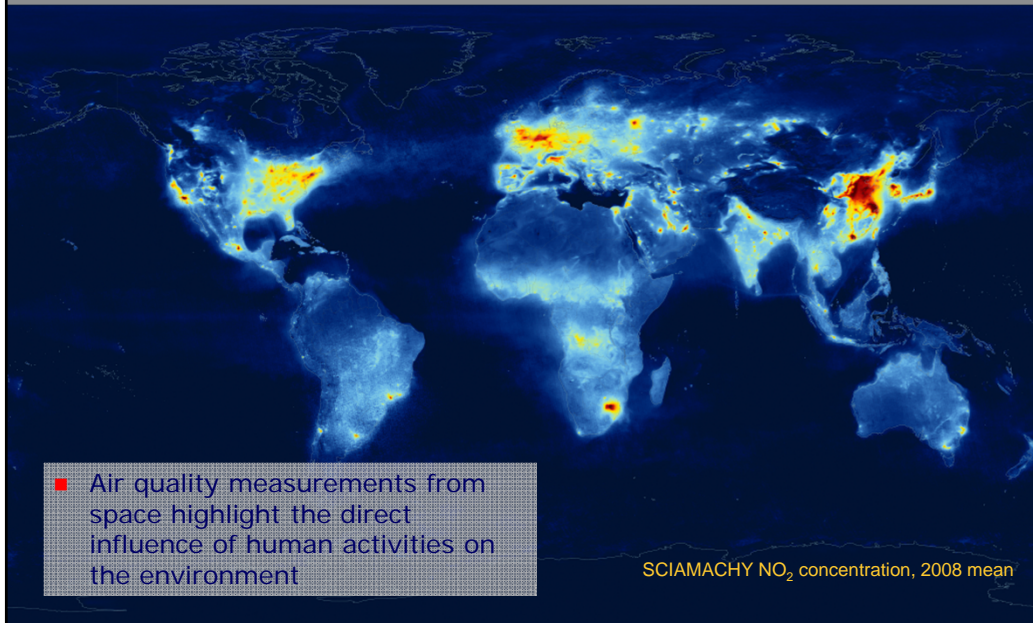 Air quality measurements from
space highlight the direct
influence of human activities on
the environment
SCIAMACHY NO₂ concentration, 2008 mean